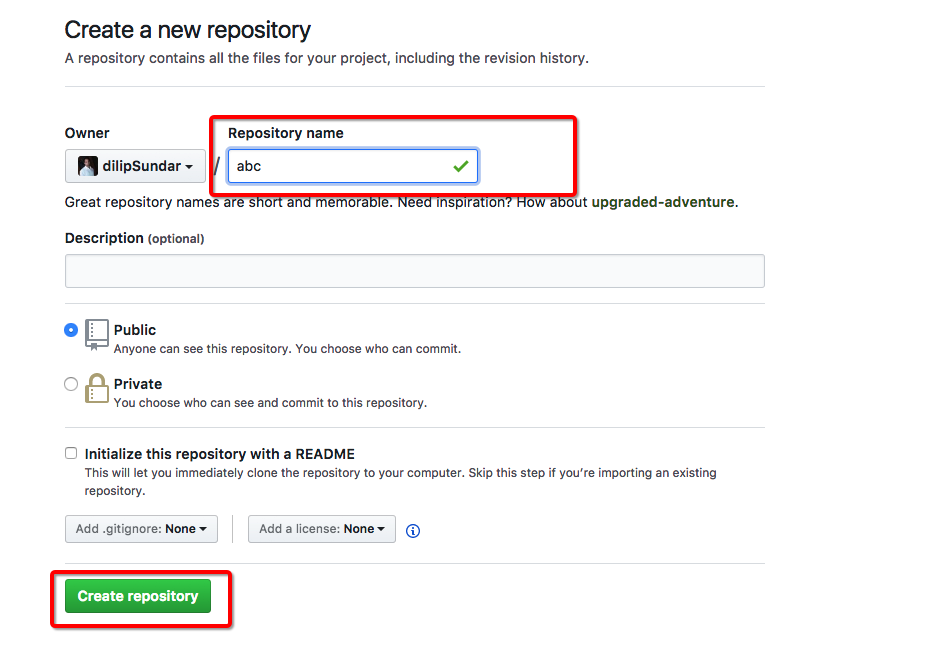 Create a new repository
A repository contains all the files for your project, including the revision history.
Owner
Repository name
dilipSundar
/
abc
Great repository names are short and memorable. Need inspiration? How about upgraded-adventure.
Description (optional)
Public
Anyone can see this repository. You choose who can commit.
Private
You choose who can see and commit to this repository.
Initialize this repository with a README
This will let you immediately clone the repository to your computer. Skip this step if you’re importing an existing
repository.
Add .gitignore: None
Add a license: None
Create repository